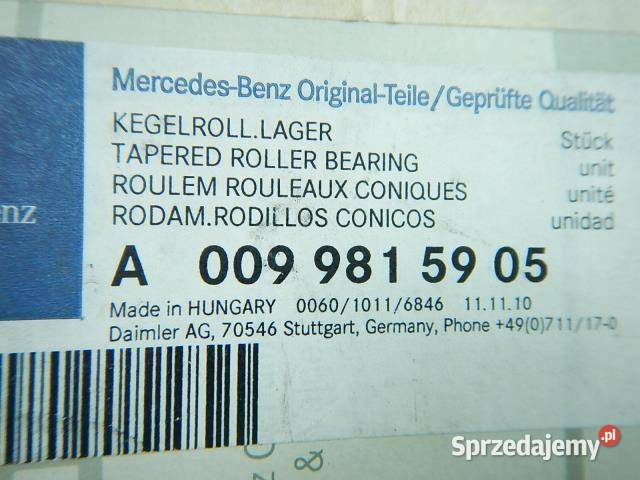 Mercedes-Benz Original-Teile/Geprüfte Qualität
KEGELROLL.LAGER Stück
TAPERED ROLLER BEARING unit
ROULEM ROULEAUX CONIQUES unité
RODAM.RODILLOS CONICOS unidad
nz
A 009 981 59 05
Made in HUNGARY 0060/1011/6846 11.11.10
Daimler AG, 70546 Stuttgart, Germany, Phone +49(0)711/17-0
&
Sprzedajemy.pl